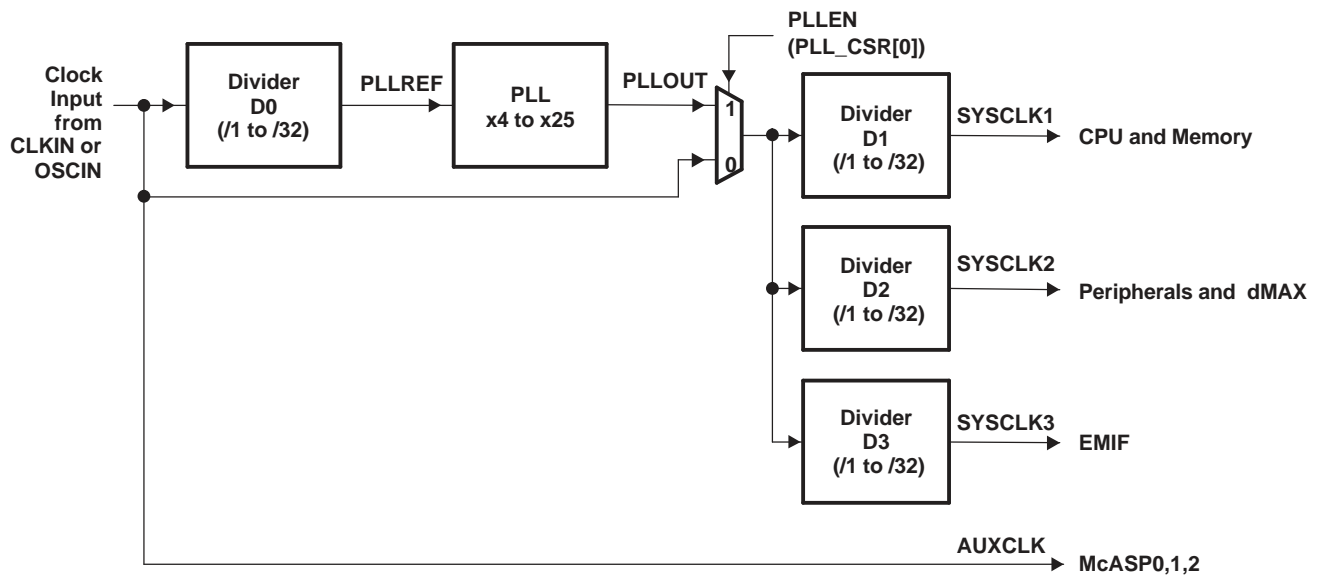 PLLEN
(PLL_CSR[0])
Clock
Input
from
CLKIN or
OSCIN
Divider
D0
(/1 to /32)
PLLREF
PLL
x4 to x25
PLLOUT
1
0
Divider
D1
(/1 to /32)
SYSCLK1
CPU and Memory
Divider
D2
(/1 to /32)
SYSCLK2
Peripherals and dMAX
Divider
D3
(/1 to /32)
SYSCLK3
EMIF
AUXCLK
McASP0,1,2